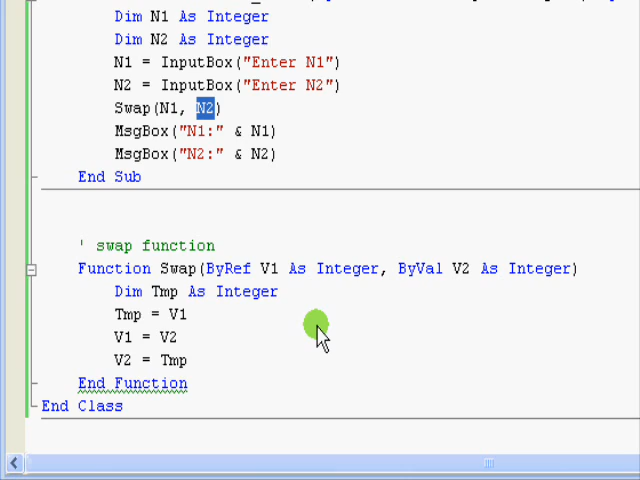 Dim N1 As Integer
Dim N2 As Integer
N1 = InputBox("Enter N1")
N2 = InputBox("Enter N2")
Swap(N1, N2)
MsgBox("N1:" & N1)
MsgBox("N2:" & N2)
End Sub
' swap function
Function Swap(ByRef V1 As Integer, ByVal V2 As Integer)
Dim Tmp As Integer
Tmp = V1
V1 = V2
V2 = Tmp
End Function
End Class